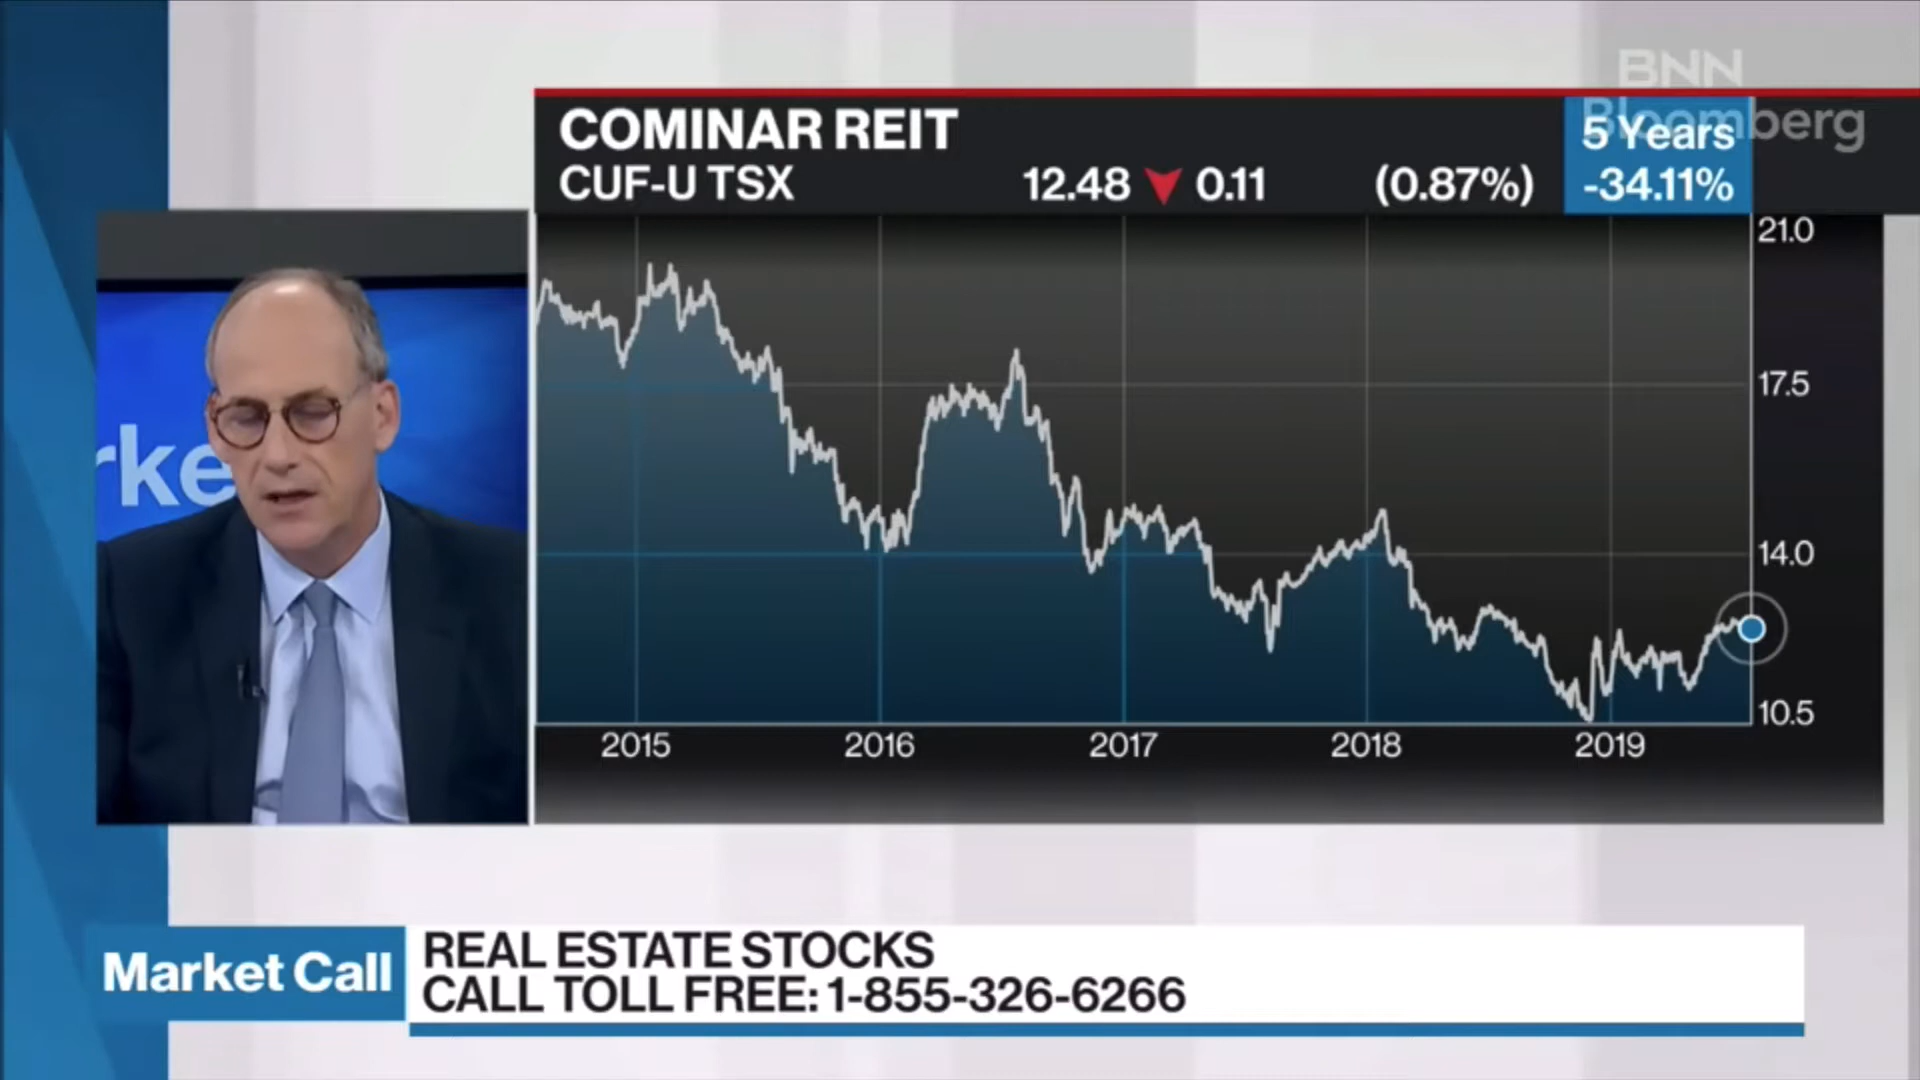 BNN
Bloomberg
COMINAR REIT
CUF-U TSX 12.48 0.11 (0.87%)
5 Years
-34.11%
21.0
17.5
14.0
10.5
2015 2016 2017 2018 2019
rke
Market Call
REAL ESTATE STOCKS
CALL TOLL FREE: 1-855-326-6266